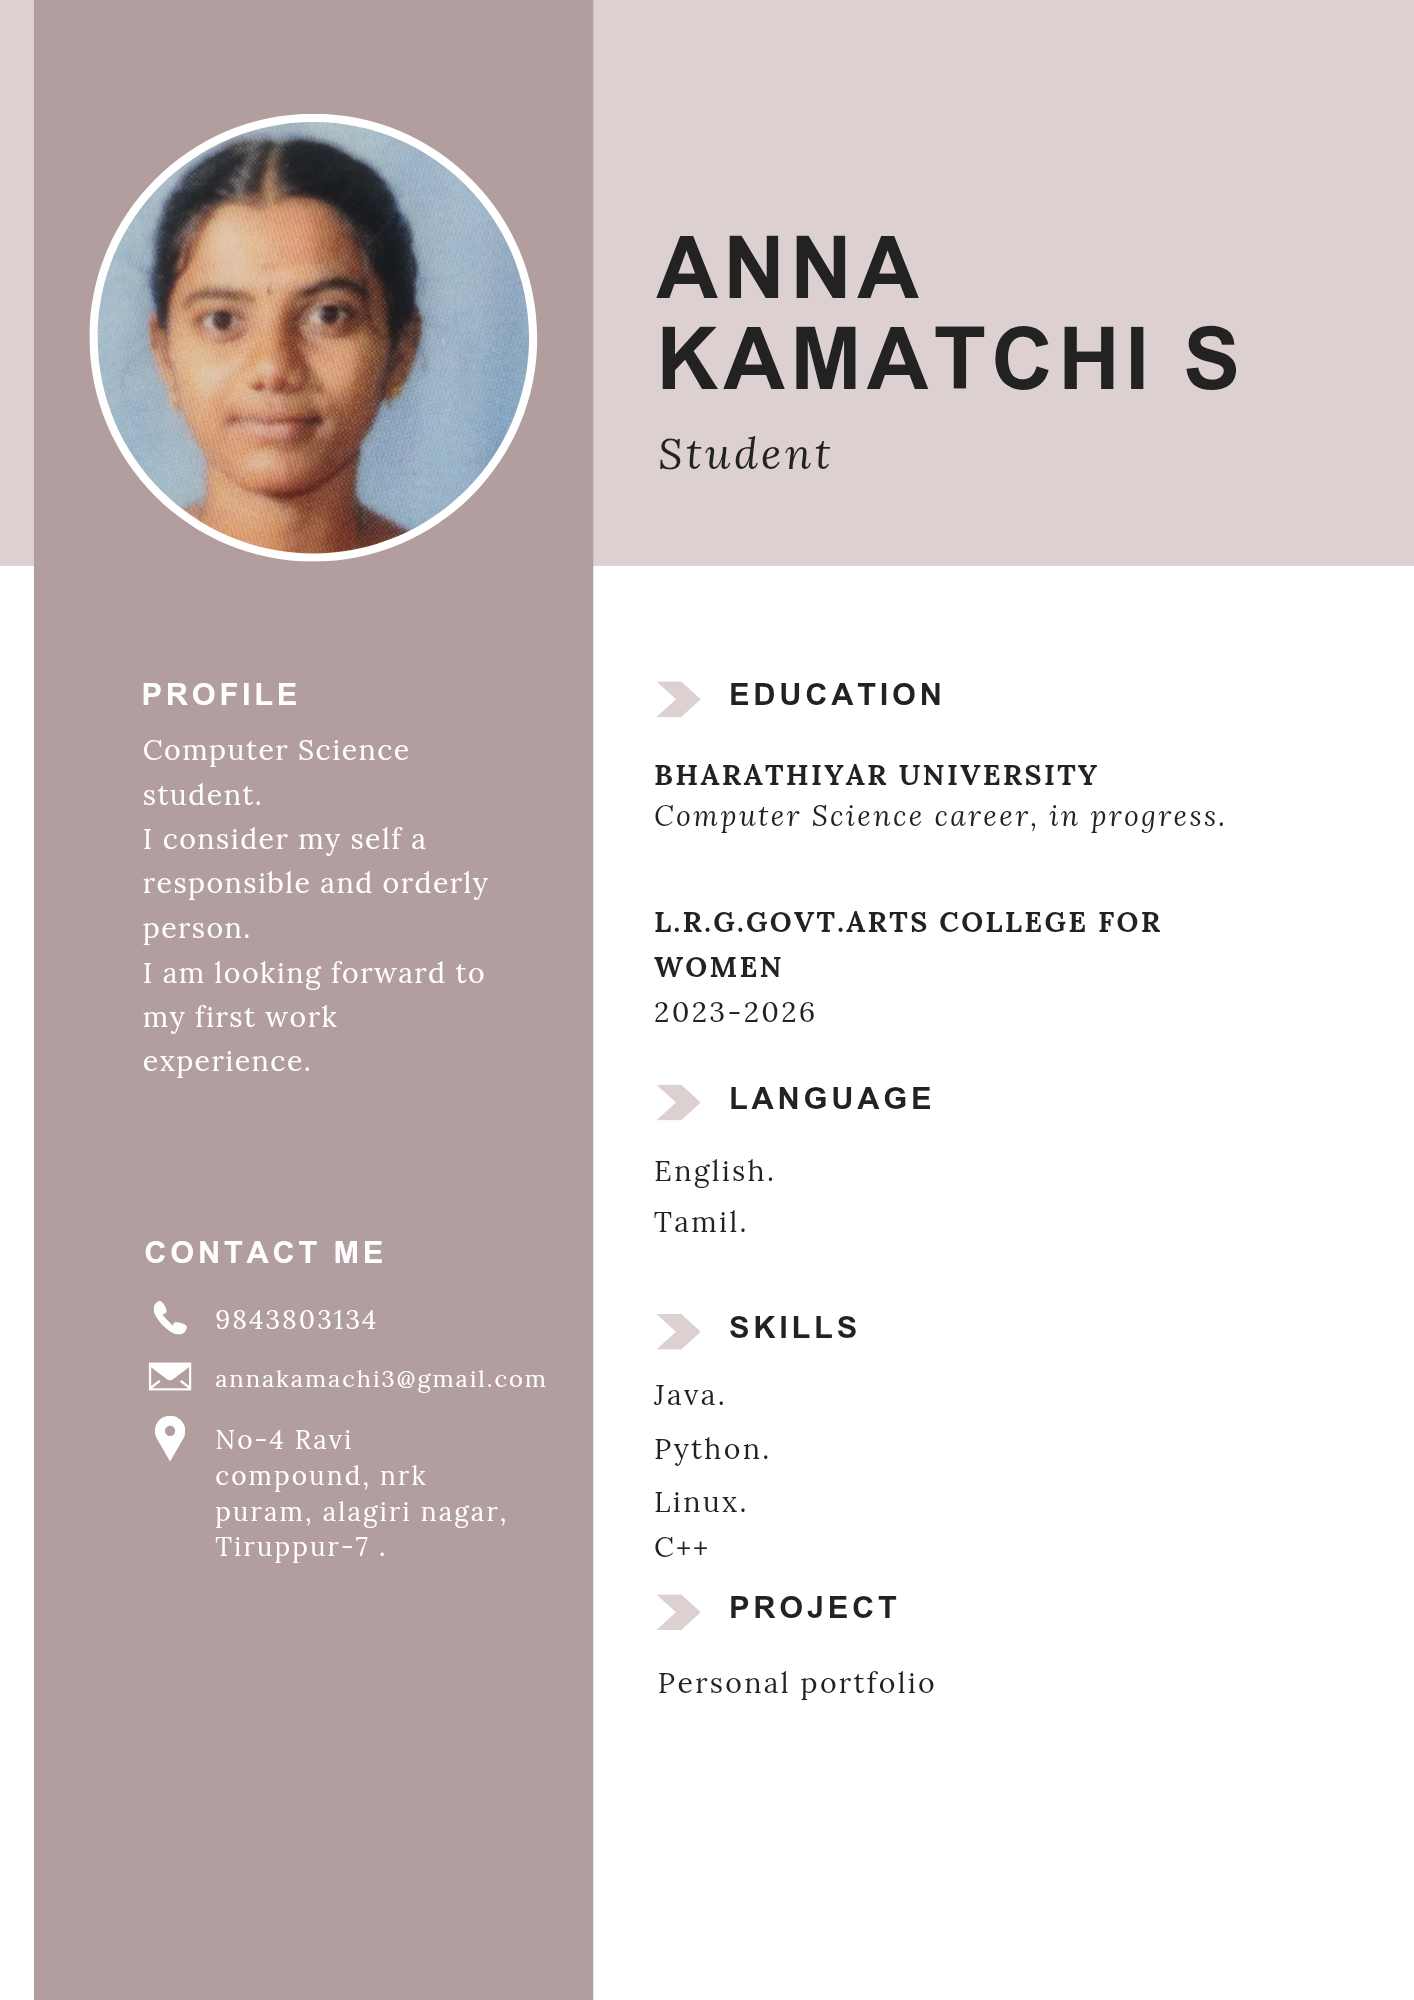 ANNA
KAMATCHI S
Student
PROFILE
Computer Science
student.
I consider my self a
responsible and orderly
person.
I am looking forward to
my first work
experience.
CONTACT ME
9843803134
annakamachi3@gmail.com
No-4 Ravi
compound, nrk
puram, alagiri nagar,
Tiruppur-7 .
EDUCATION
BHARATHIYAR UNIVERSITY
Computer Science career, in progress.
L.R.G.GOVT.ARTS COLLEGE FOR
WOMEN
2023-2026
LANGUAGE
English.
Tamil.
SKILLS
Java.
Python.
Linux.
C++
PROJECT
Personal portfolio